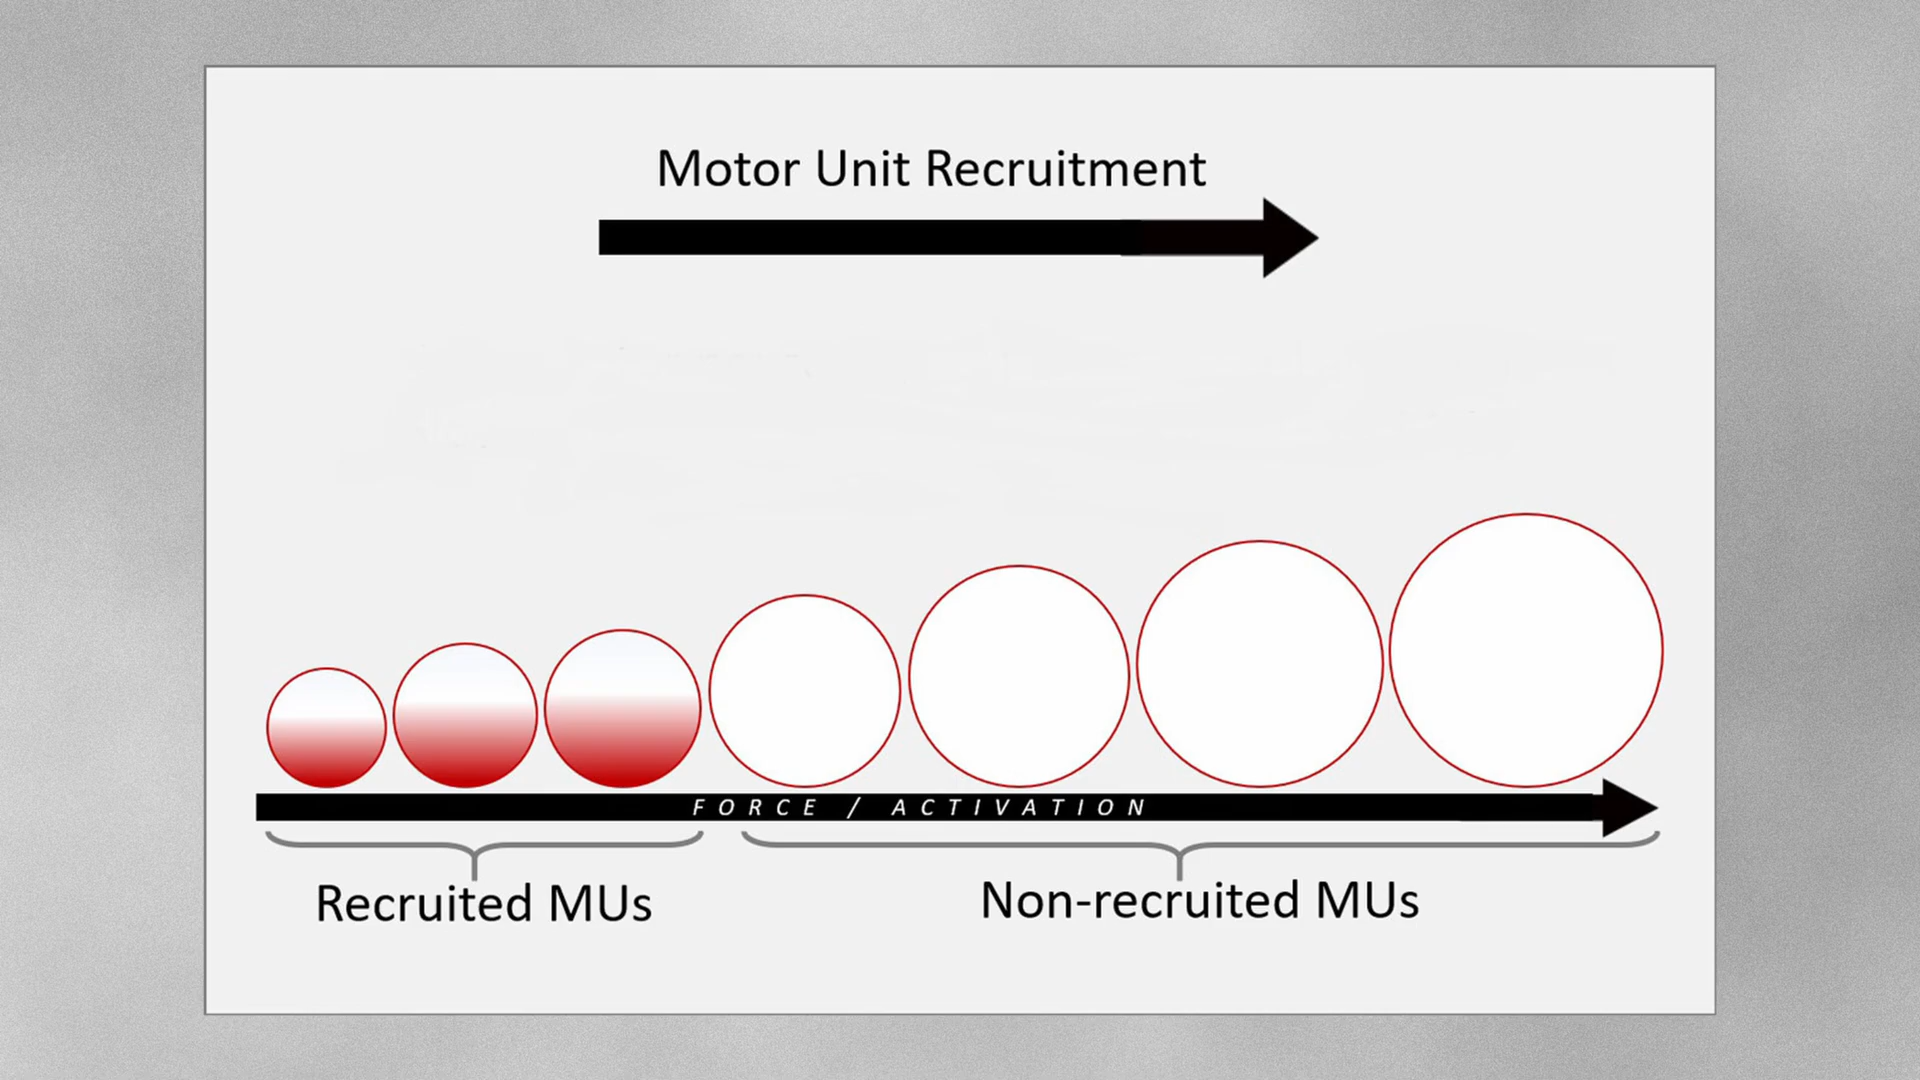 Motor Unit Recruitment
FORCE / ACTIVATION
Recruited MUs
Non-recruited MUs